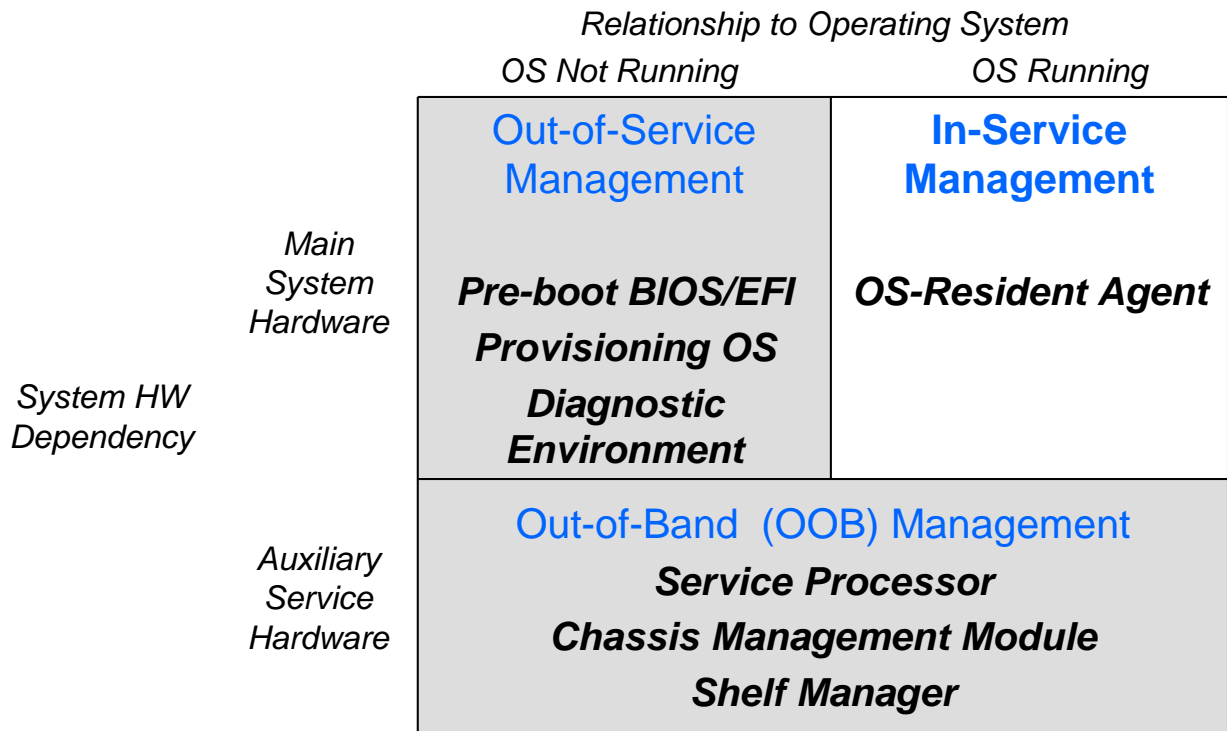 Relationship to Operating System
OS Not Running
OS Running
Out-of-Service
Management
In-Service
Management
Main
System
Hardware
Pre-boot BIOS/EFI
Provisioning OS
Diagnostic
Environment
OS-Resident Agent
System HW
Dependency
Auxiliary
Service
Hardware
Out-of-Band (OOB) Management
Service Processor
Chassis Management Module
Shelf Manager